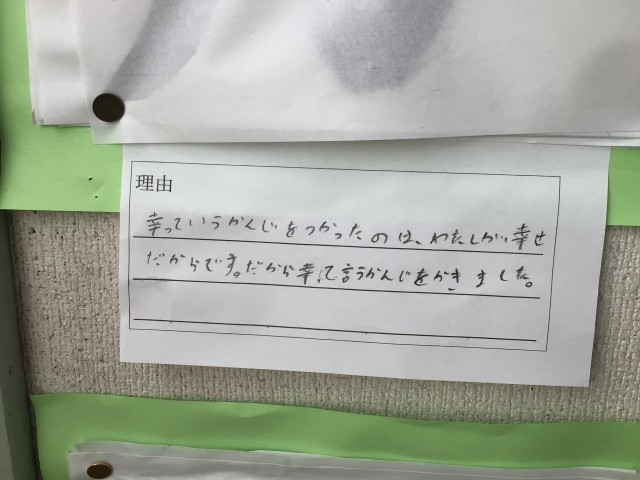 理由
幸っていうかんじをつかったのは、わたしがい幸せ
だからです。だから幸って言うかんじをかきました。